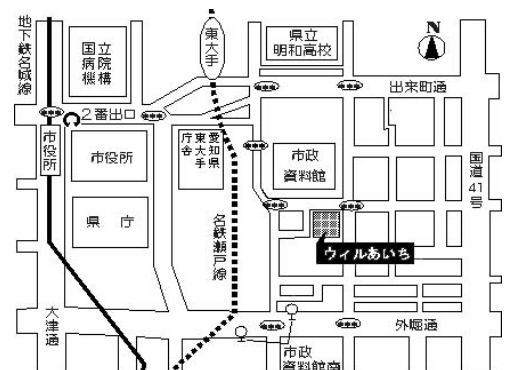 地下鉄名城線
国立
病院
機構
東大手
県立
明和高校
N
出来町通
2番出口
市役所
市役所
愛知県
東大手
庁舎
市政
資料館
国道41号
県庁
名鉄瀬戸線
ウィルあいち
大津通
外堀通
市政
資料館南